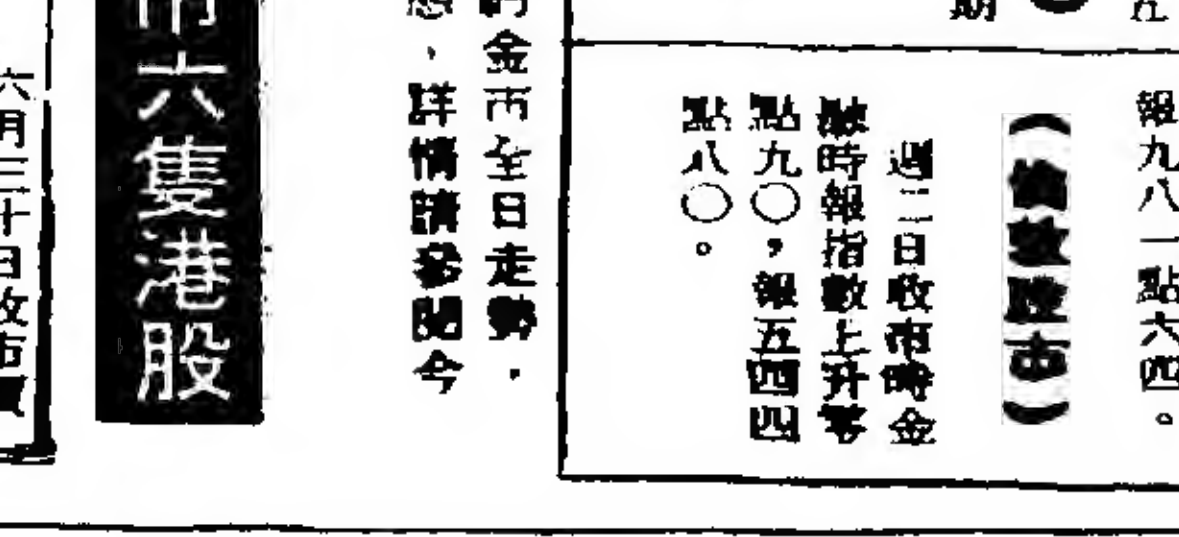 期
報九八一點六四。
(倫敦股市)
週二日收市時金
融時報指數上升零
點九〇,報五四四
點八〇。
金市全日走勢,
,詳情請參閱今
市六隻港股
六月三十日收市價